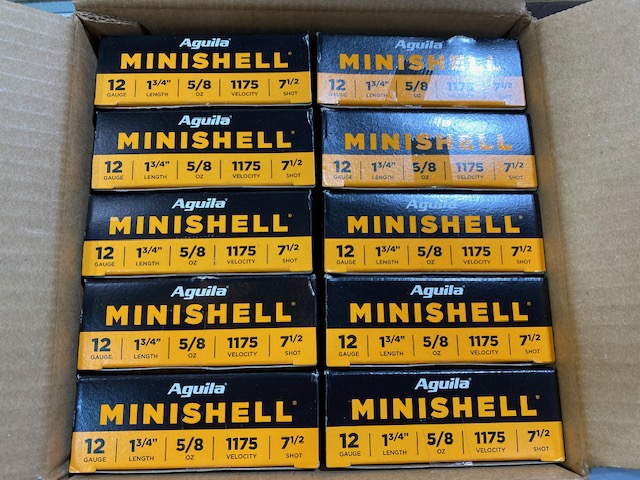 Aguila
MINISHELL
12 GAUGE 1 3/4" LENGTH 5/8 OZ 1175 VELOCITY 7 1/2 SHOT
Aguila
MINISHELL
12 GAUGE 1 3/4" LENGTH 5/8 OZ 1175 VELOCITY 7 1/2 SHOT
Aguila
MINISHELL
12 GAUGE 1 3/4" LENGTH 5/8 OZ 1175 VELOCITY 7 1/2 SHOT
Aguila
MINISHELL
12 GAUGE 1 3/4" LENGTH 5/8 OZ 1175 VELOCITY 7 1/2 SHOT
Aguila
MINISHELL
12 GAUGE 1 3/4" LENGTH 5/8 OZ 1175 VELOCITY 7 1/2 SHOT
Aguila
MINISHELL
12 GAUGE 1 3/4" LENGTH 5/8 OZ 1175 7 1/2
MINISHELL
12 GAUGE 1 3/4" LENGTH 5/8 OZ 1175 VELOCITY 7 1/2 SHOT
Aguila
MINISHELL
12 GAUGE 1 3/4" LENGTH 5/8 OZ 1175 VELOCITY 7 1/2 SHOT
Aguila
MINISHELL
12 GAUGE 1 3/4" LENGTH 5/8 OZ 1175 VELOCITY 7 1/2 SHOT
Aguila
MINISHELL
12 GAUGE 1 3/4" LENGTH 5/8 OZ 1175 VELOCITY 7 1/2 SHOT